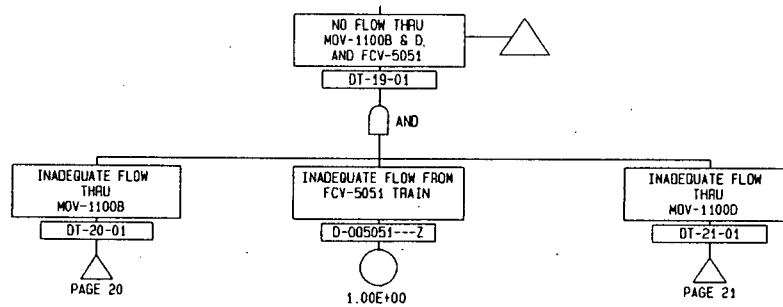 NO FLOW THRU
MOV-1100B & D,
AND FCV-5051
DT-19-01
AND
INADEQUATE FLOW
THRU
MOV-1100B
DT-20-01
PAGE 20
INADEQUATE FLOW FROM
FCV-5051 TRAIN
D-005051---Z
1.00E+00
INADEQUATE FLOW
THRU
MOV-1100D
DT-21-01
PAGE 21